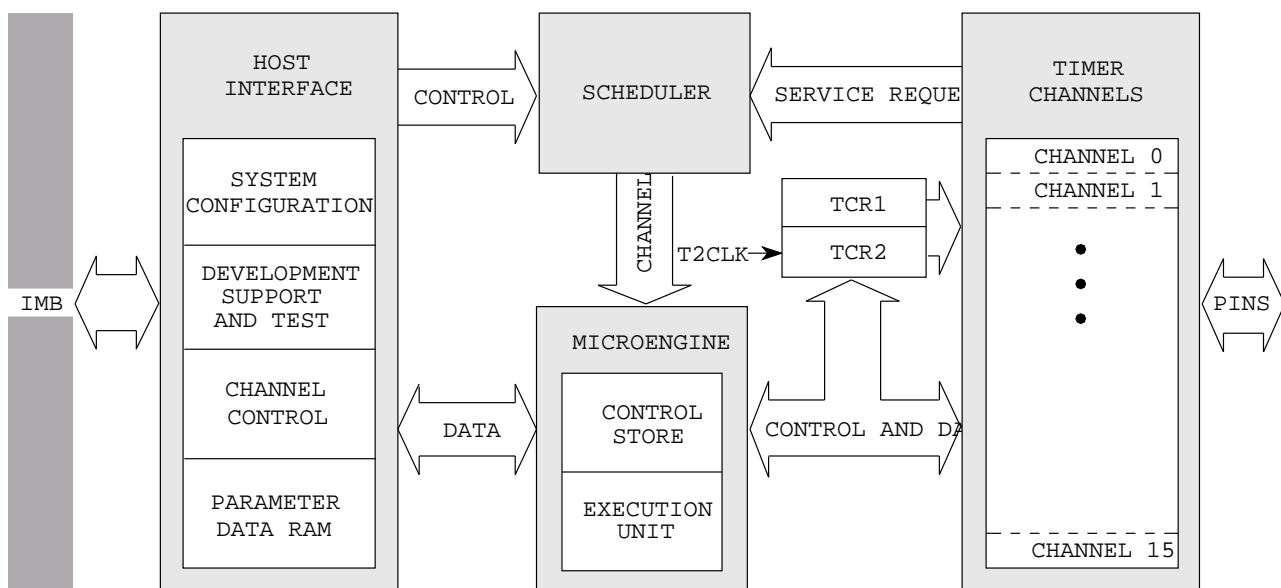 HOST
INTERFACE
SYSTEM
CONFIGURATION
DEVELOPMENT
SUPPORT
AND TEST
CHANNEL
CONTROL
PARAMETER
DATA RAM
IMB
CONTROL
SCHEDULER
SERVICE REQUE
CHANNEL
T2CLK
TCR1
TCR2
MICROENGINE
CONTROL
STORE
EXECUTION
UNIT
DATA
CONTROL AND DA
TIMER
CHANNELS
CHANNEL 0
CHANNEL 1
CHANNEL 15
PINS